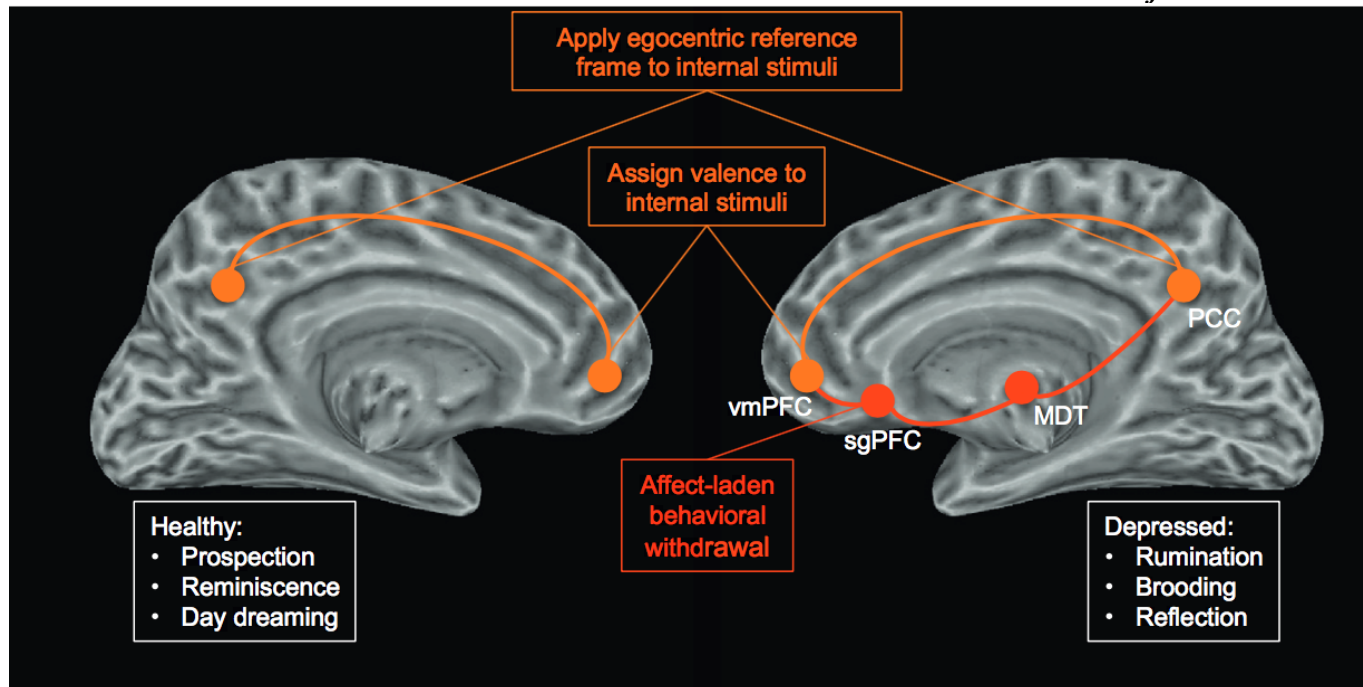 Apply egocentric reference
frame to internal stimuli
Assign valence to
internal stimuli
PCC
vmPFC
sgPFC
MDT
Affect-laden
behavioral
withdrawal
Healthy:
• Prospection
• Reminiscence
• Day dreaming
Depressed:
• Rumination
• Brooding
• Reflection